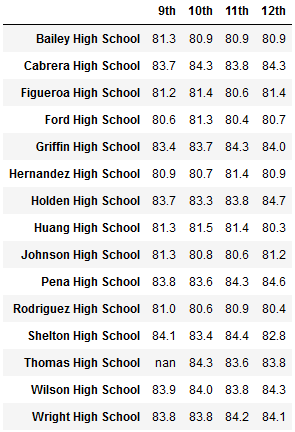 9th 10th 11th 12th
Bailey High School 81.3 80.9 80.9 80.9
Cabrera High School 83.7 84.3 83.8 84.3
Figueroa High School 81.2 81.4 80.6 81.4
Ford High School 80.6 81.3 80.4 80.7
Griffin High School 83.4 83.7 84.3 84.0
Hernandez High School 80.9 80.7 81.4 80.9
Holden High School 83.7 83.3 83.8 84.7
Huang High School 81.3 81.5 81.4 80.3
Johnson High School 81.3 80.8 80.6 81.2
Pena High School 83.8 83.6 84.3 84.6
Rodriguez High School 81.0 80.6 80.9 80.4
Shelton High School 84.1 83.4 84.4 82.8
Thomas High School nan 84.3 83.6 83.8
Wilson High School 83.9 84.0 83.8 84.3
Wright High School 83.8 83.8 84.2 84.1